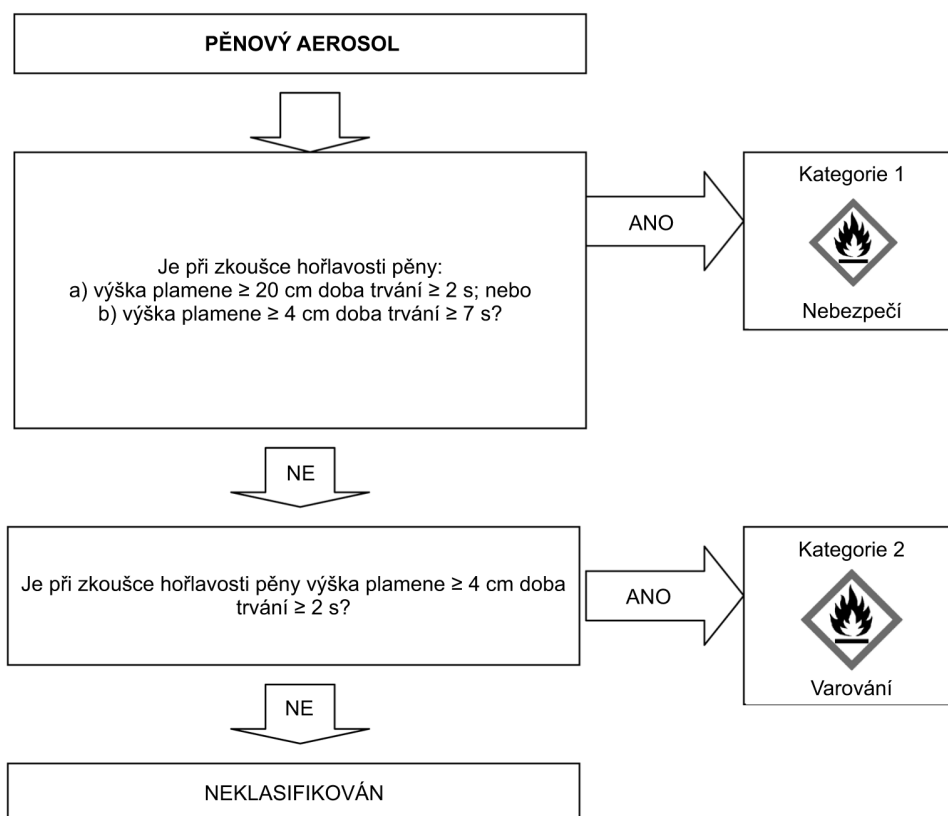 PĚNOVÝ AEROSOL
Kategorie 1
ANO
Nebezpečí
Je při zkoušce hořlavosti pěny:
a) výška plamene ≥ 20 cm doba trvání ≥ 2 s; nebo
b) výška plamene ≥ 4 cm doba trvání ≥ 7 s?
NE
Kategorie 2
Je při zkoušce hořlavosti pěny výška plamene ≥ 4 cm doba
trvání ≥ 2 s?
ANO
Varování
NE
NEKLASIFIKOVÁN